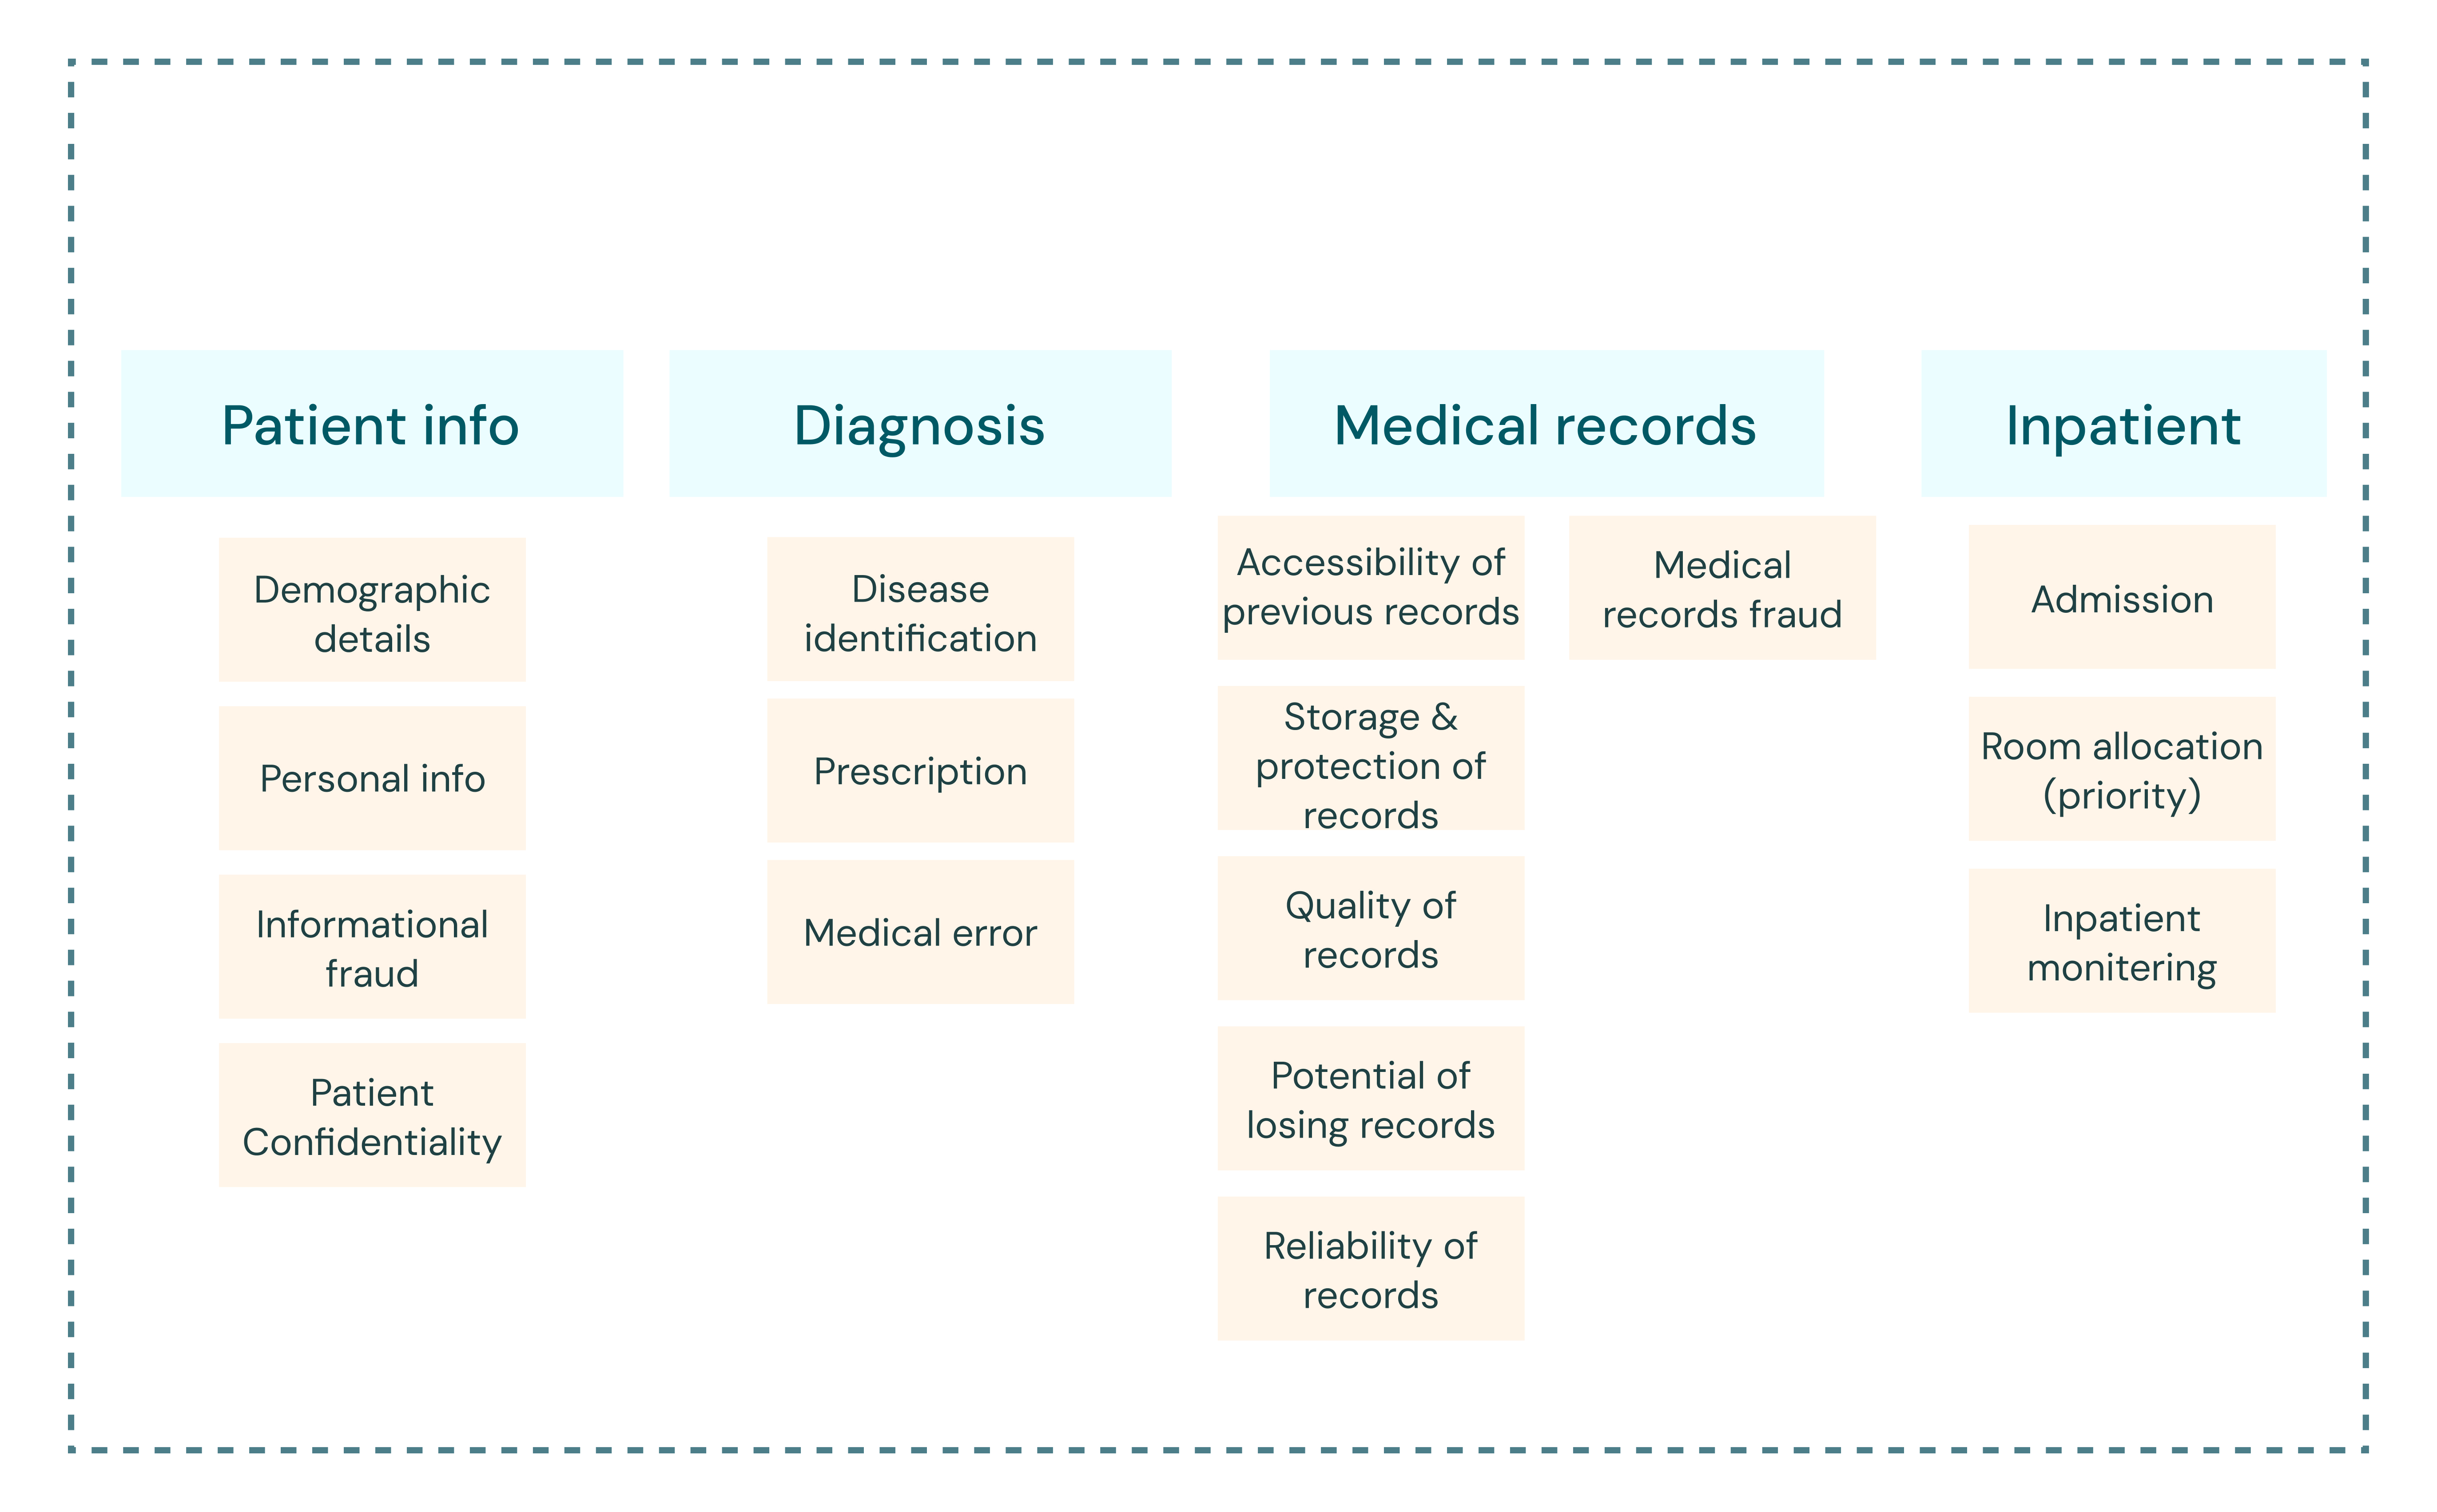 Patient info
Demographic
details
Personal info
Informational
fraud
Patient
Confidentiality
Diagnosis
Disease
identification
Prescription
Medical error
Medical records
Accessibility of
previous records
Storage &
protection of
records
Quality of
records
Potential of
losing records
Reliability of
records
Medical
records fraud
Inpatient
Admission
Room allocation
(priority)
Inpatient
monitering